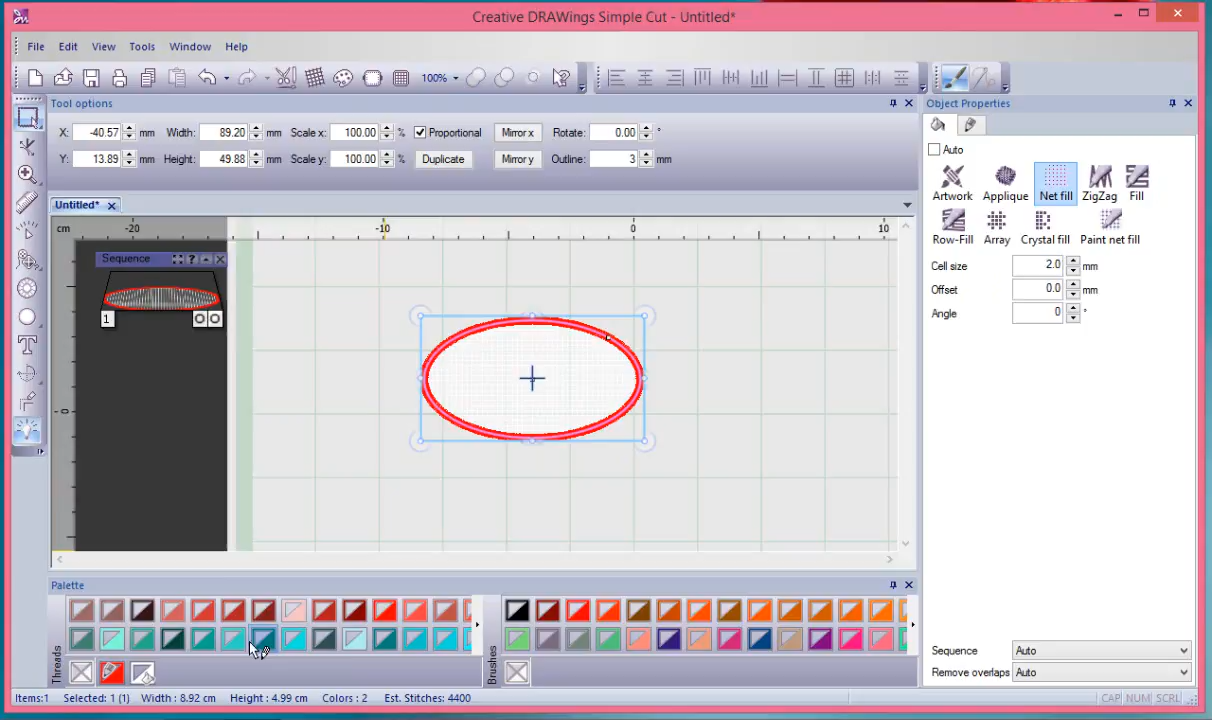 Creative DRAWings Simple Cut - Untitled*
File Edit View Tools Window Help
100%
Tool options
Object Properties
X: -40.57 mm Width: 89.20 mm Scale x: 100.00 % Proportional Mirror x Rotate: 0.00 °
Y: 13.89 mm Height: 49.88 mm Scale y: 100.00 % Duplicate Mirror y Outline: 3 mm
Auto
Artwork Applique Net fill ZigZag Fill
Row-Fill Array Crystal fill Paint net fill
Cell size 2.0 mm
Offset 0.0 mm
Angle 0 °
Untitled*
cm -20 -10 0 10
Sequence ?
1
0
Palette
Threads
Brushes
Sequence Auto
Remove overlaps Auto
Items:1 Selected: 1 (1) Width : 8.92 cm Height : 4.99 cm Colors : 2 Est. Stitches: 4400 CAP NUM SCRL